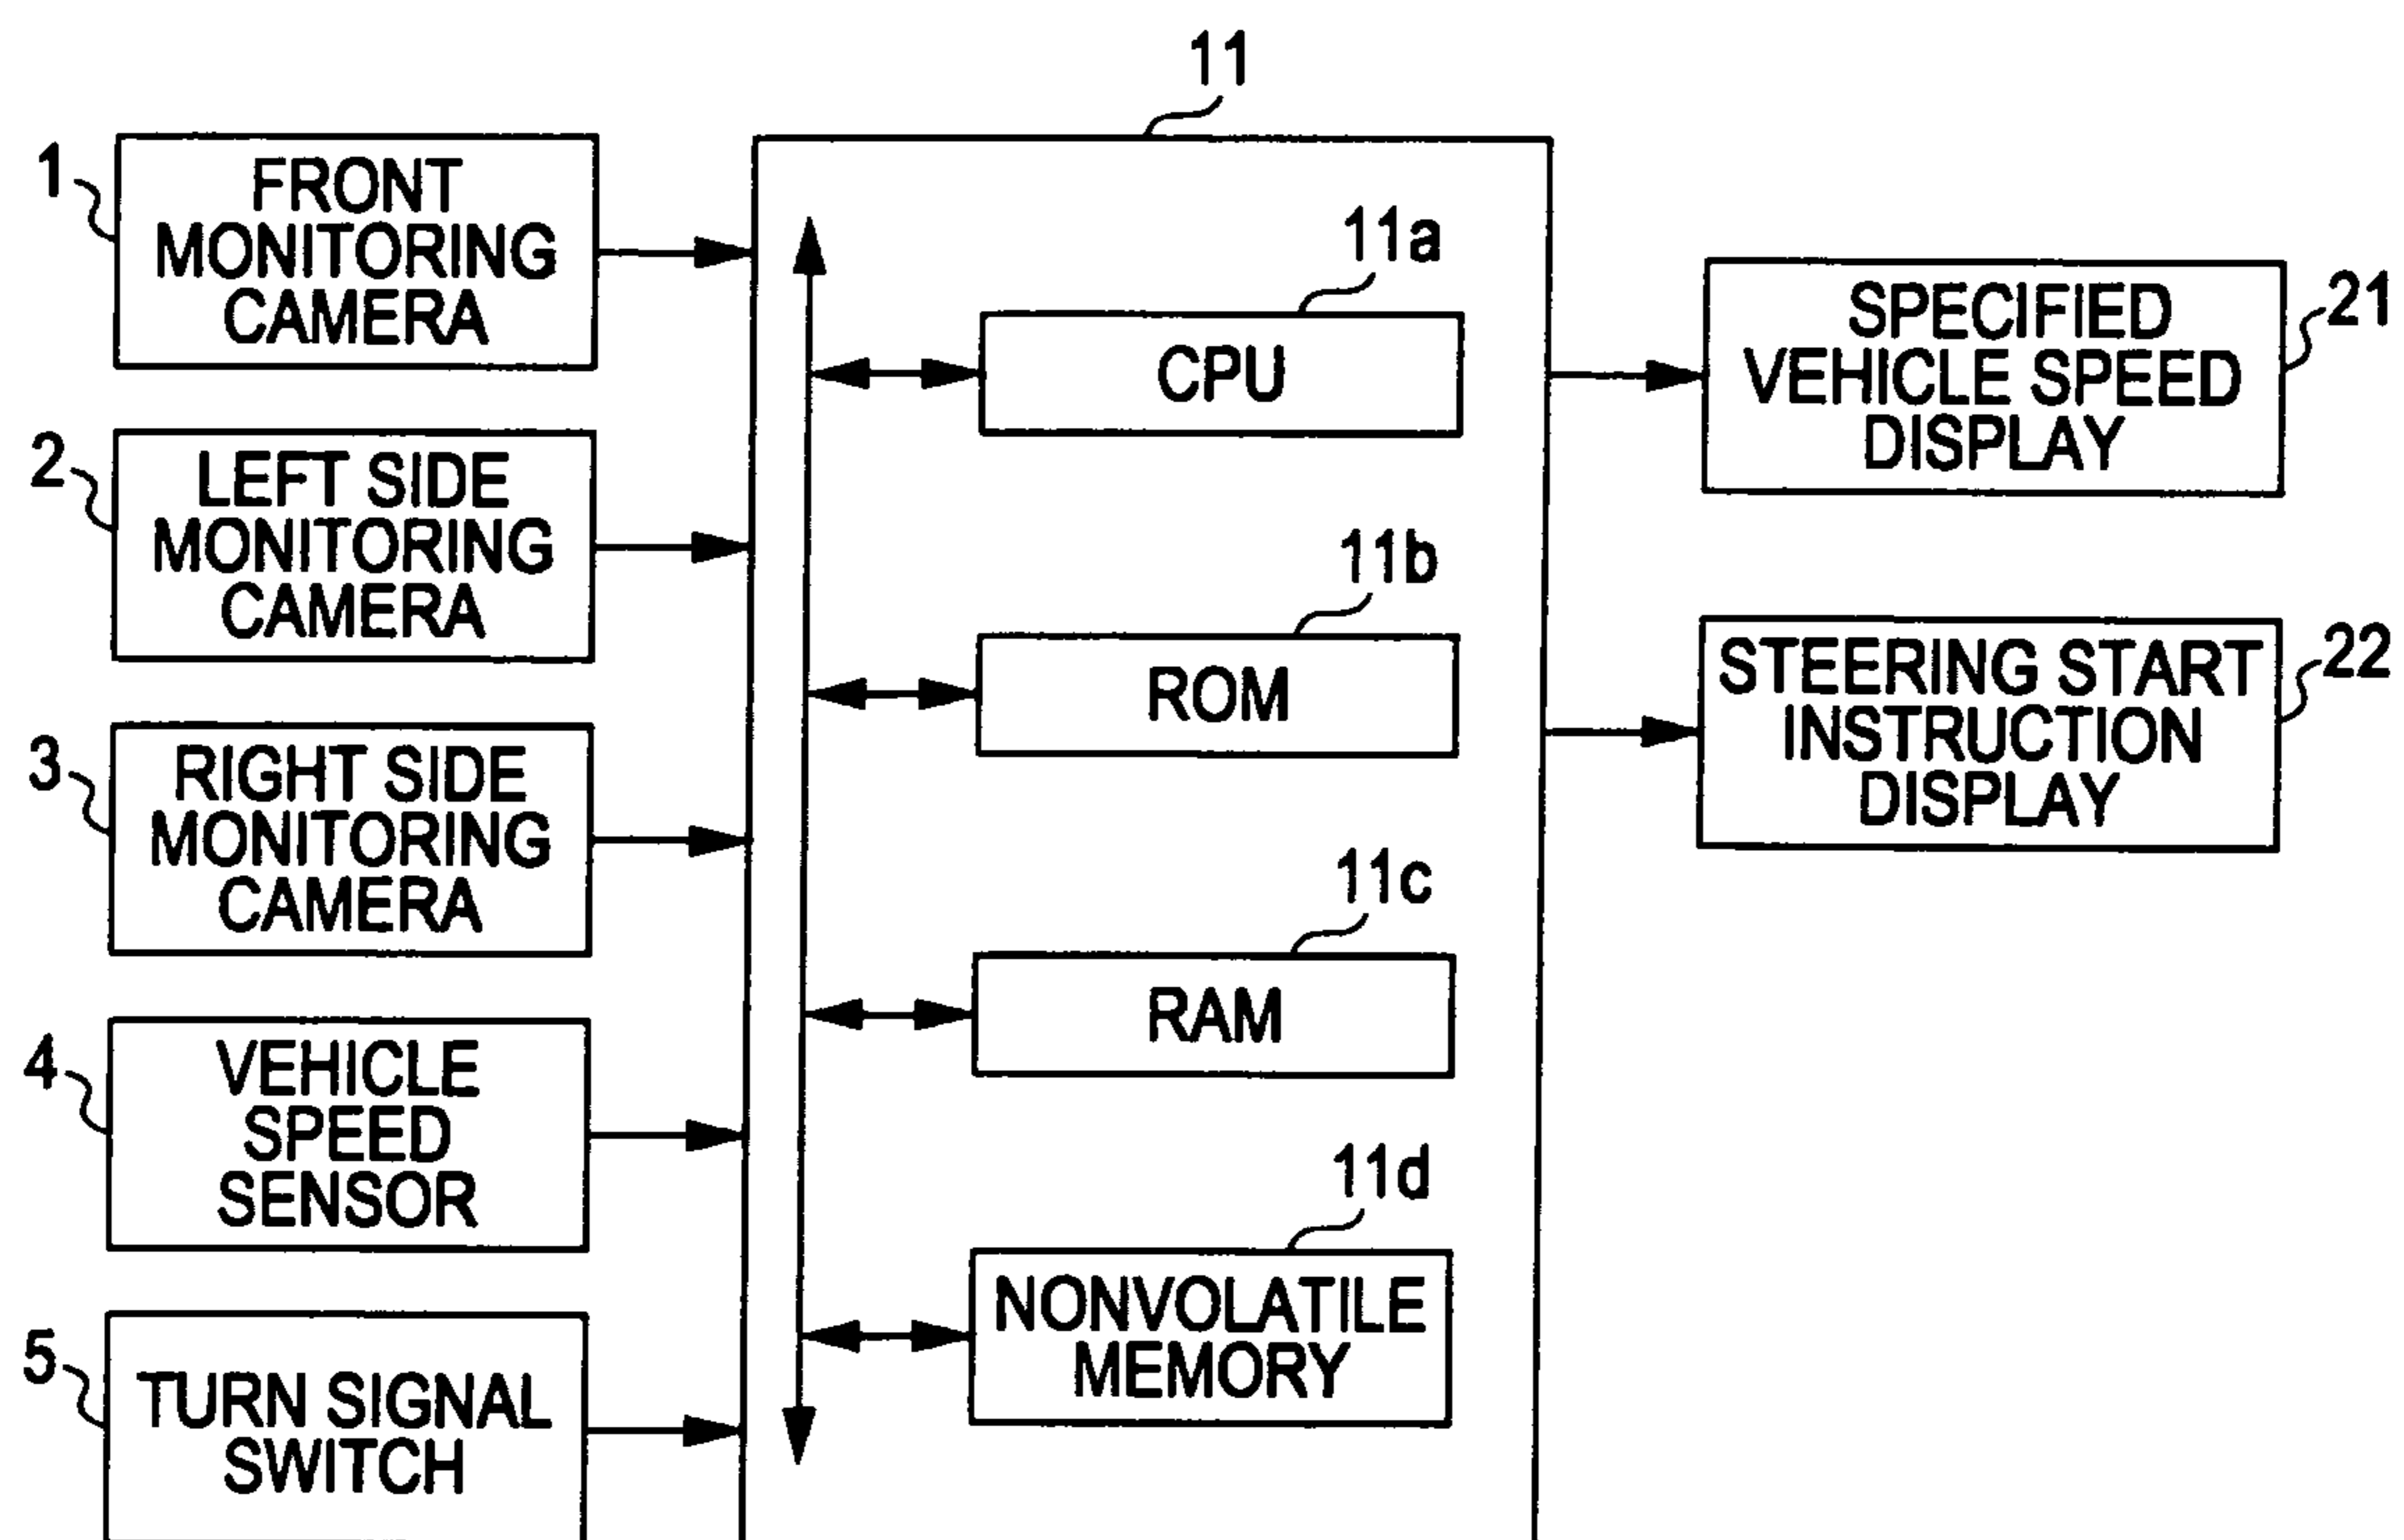 11
1
FRONT
MONITORING
CAMERA
2
LEFT SIDE
MONITORING
CAMERA
3
RIGHT SIDE
MONITORING
CAMERA
4
VEHICLE
SPEED
SENSOR
5
TURN SIGNAL
SWITCH
11a
CPU
11b
ROM
11c
RAM
11d
NONVOLATILE
MEMORY
21
SPECIFIED
VEHICLE SPEED
DISPLAY
22
STEERING START
INSTRUCTION
DISPLAY